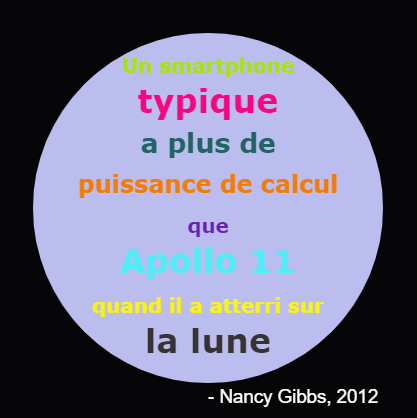 Un smartphone
typique
a plus de
puissance de calcul
que
Apollo 11
quand il a atterri sur
la lune
- Nancy Gibbs, 2012